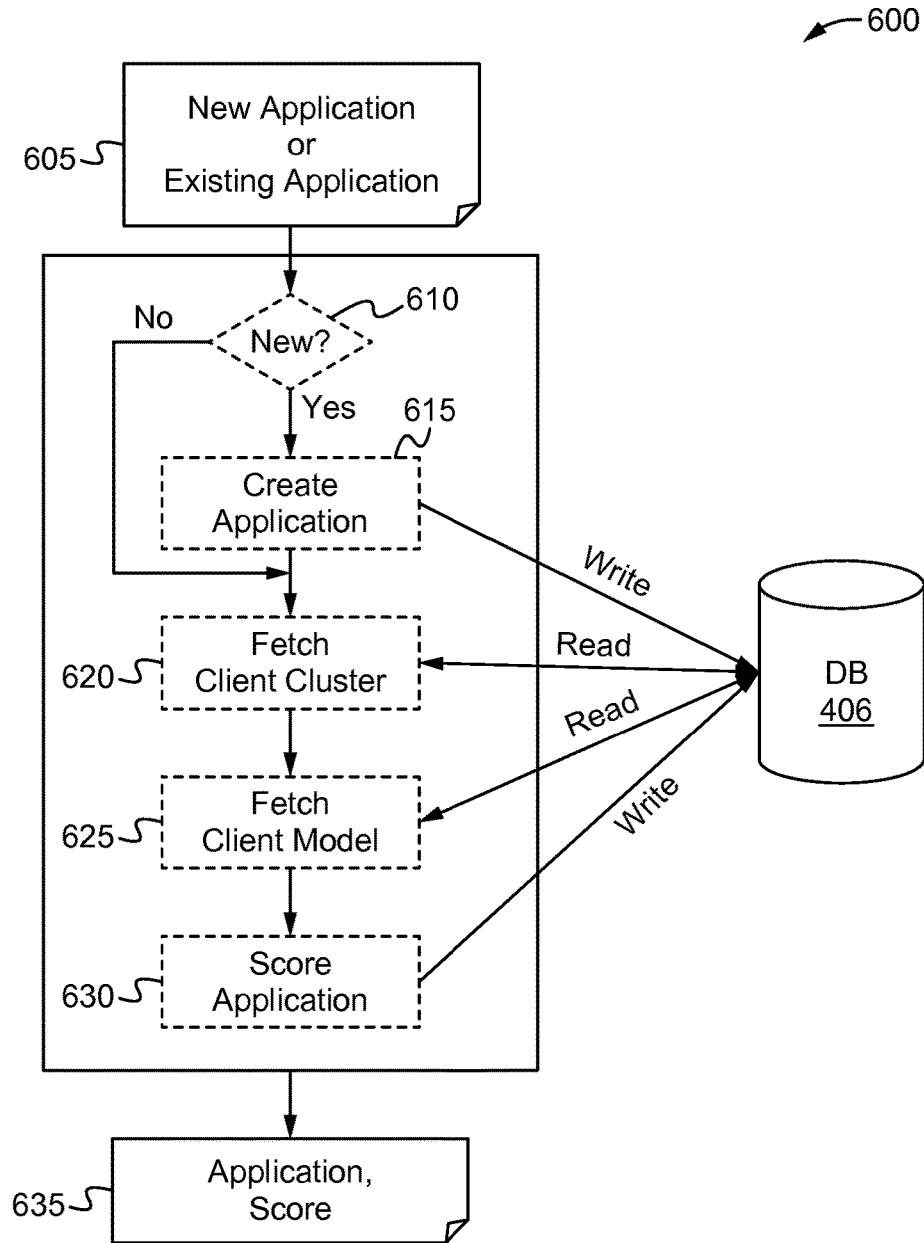 600
New Application
or
Existing Application
605
610
No
New?
Yes
615
Create
Application
Write
Fetch
Client Cluster
620
Read
DB
406
Read
Fetch
Client Model
625
Write
Score
Application
630
Application,
Score
635